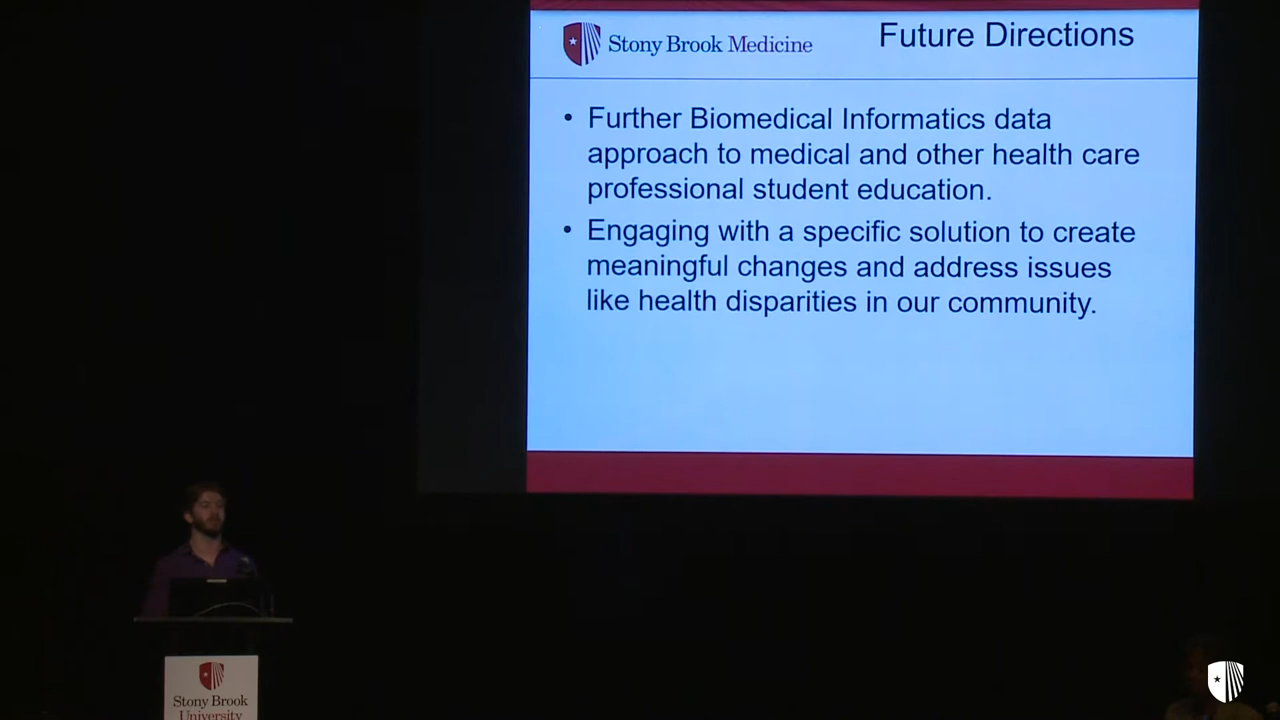 Stony Brook Medicine
Future Directions
• Further Biomedical Informatics data
approach to medical and other health care
professional student education.
• Engaging with a specific solution to create
meaningful changes and address issues
like health disparities in our community.
Stony Brook
University